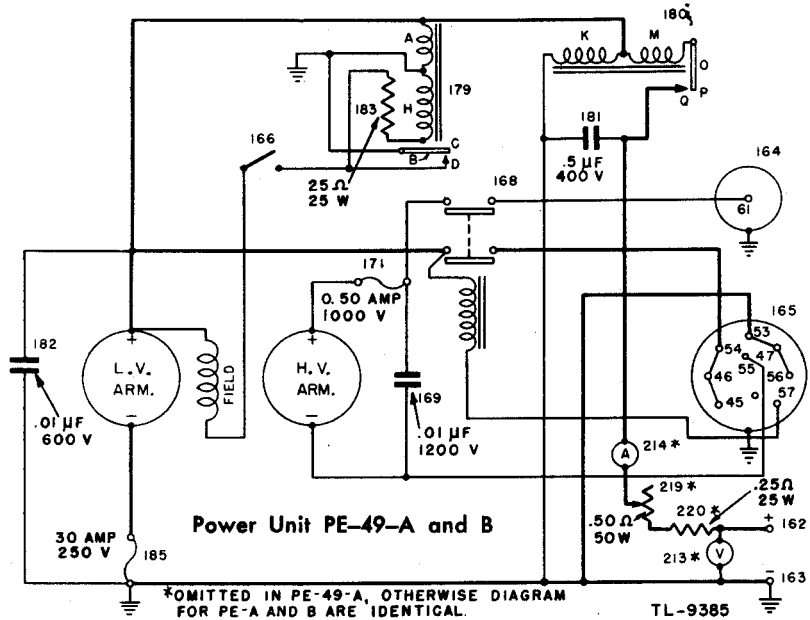 180
A
K
M
O
179
183
H
Q
P
181
C
166
B
D
.5 µF
400 V
164
25 Ω
25 W
168
61
171
0.50 AMP
1000 V
165
182
+
+
53
54
47
55
L.V.
ARM.
FIELD
H.V.
ARM.
46
56
57
169
45
.01 µF
600 V
−
−
.01 µF
1200 V
A
214*
219*
.25Ω
25W
220*
Power Unit PE–49–A and B
.50Ω
50W
+
162
30 AMP
250 V
185
213*
V
−
163
*OMITTED IN PE-49-A, OTHERWISE DIAGRAM
FOR PE-A AND B ARE IDENTICAL.
TL-9385